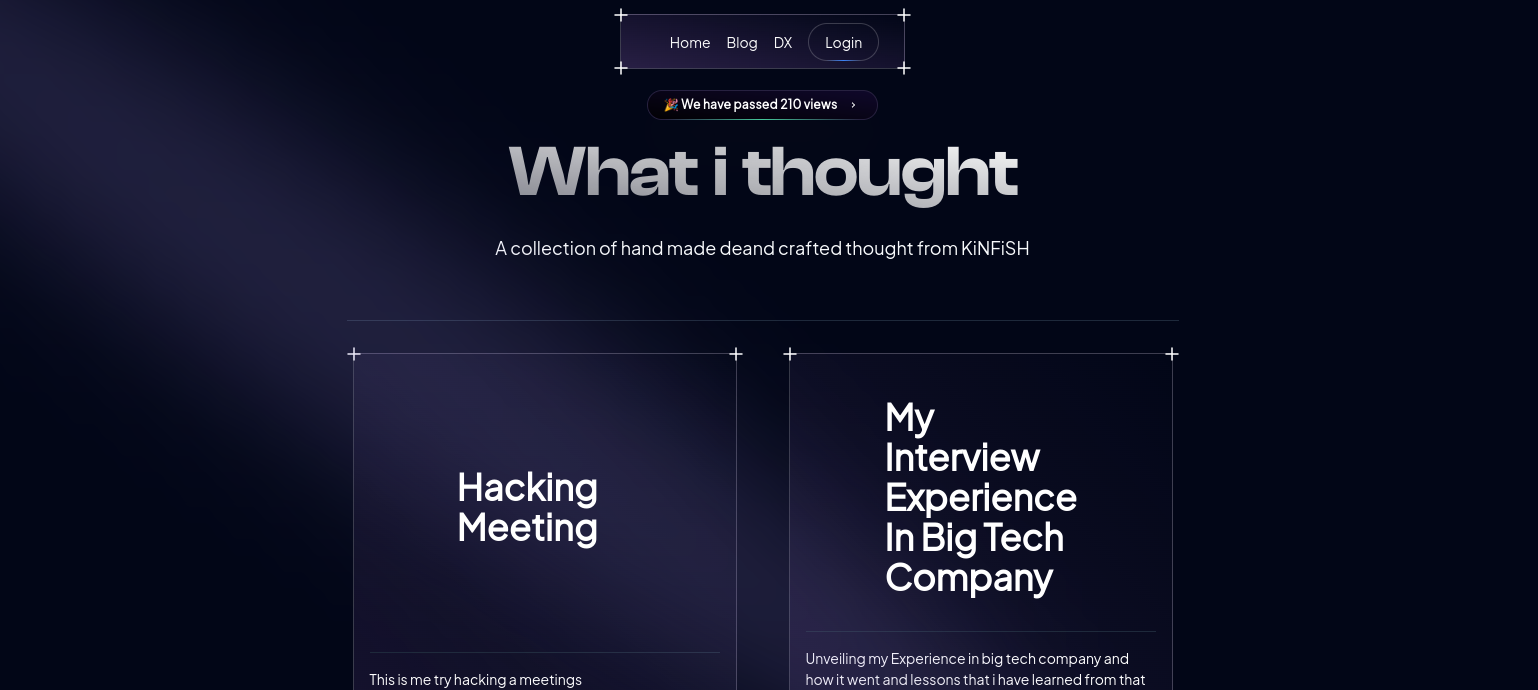 Home Blog DX Login
🎉 We have passed 210 views ›
What i thought
A collection of hand made deand crafted thought from KiNFiSH
Hacking
Meeting
This is me try hacking a meetings
My
Interview
Experience
In Big Tech
Company
Unveiling my Experience in big tech company and
how it went and lessons that i have learned from that